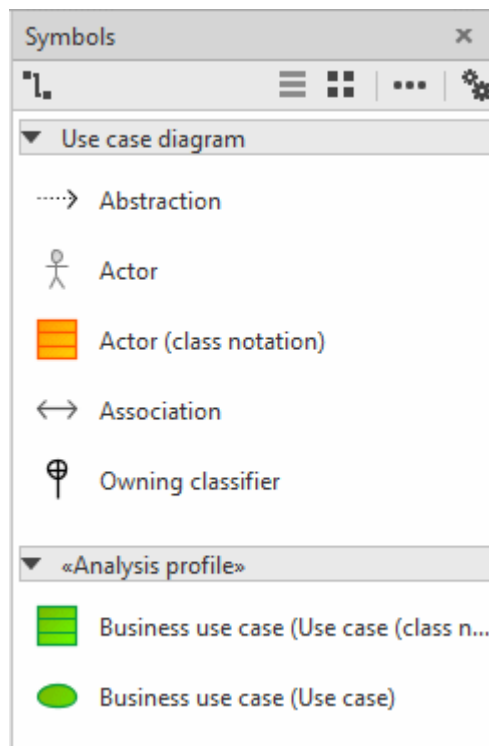 Symbols
Use case diagram
Abstraction
Actor
Actor (class notation)
Association
Owning classifier
«Analysis profile»
Business use case (Use case (class n...
Business use case (Use case)